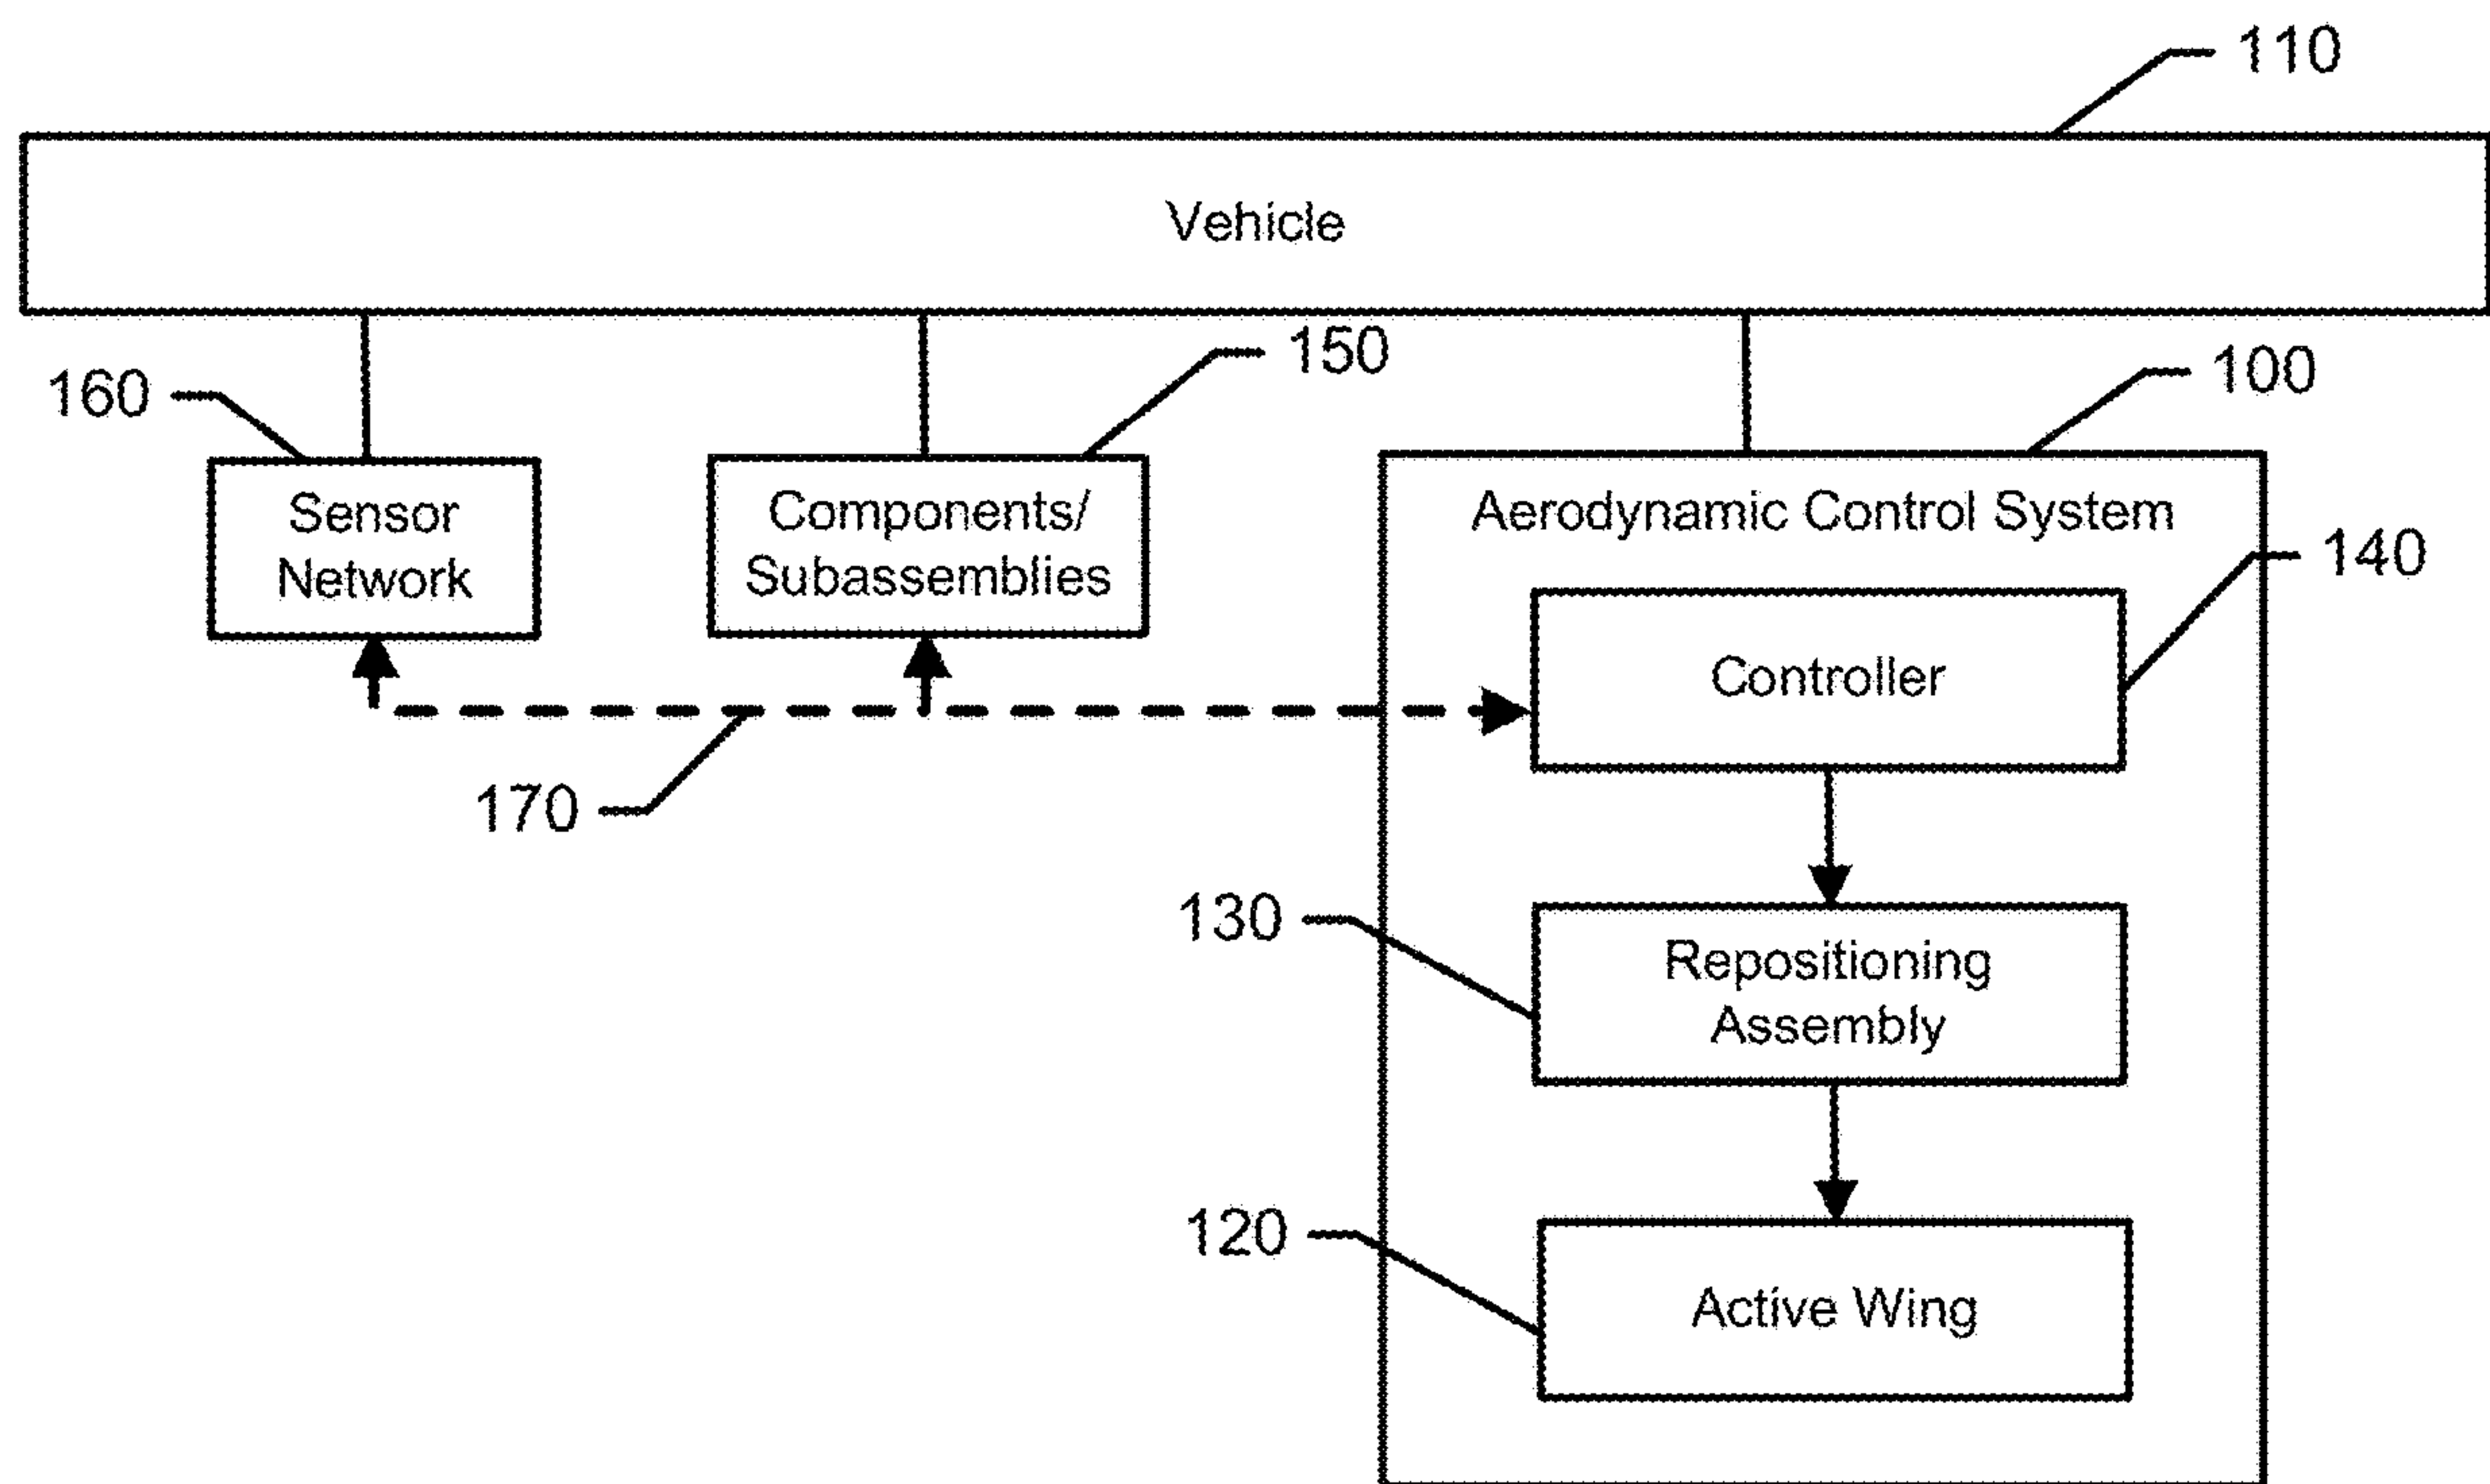 110
Vehicle
150
100
160
Sensor
Network
Components/
Subassemblies
Aerodynamic Control System
140
Controller
170
130
Repositioning
Assembly
120
Active Wing